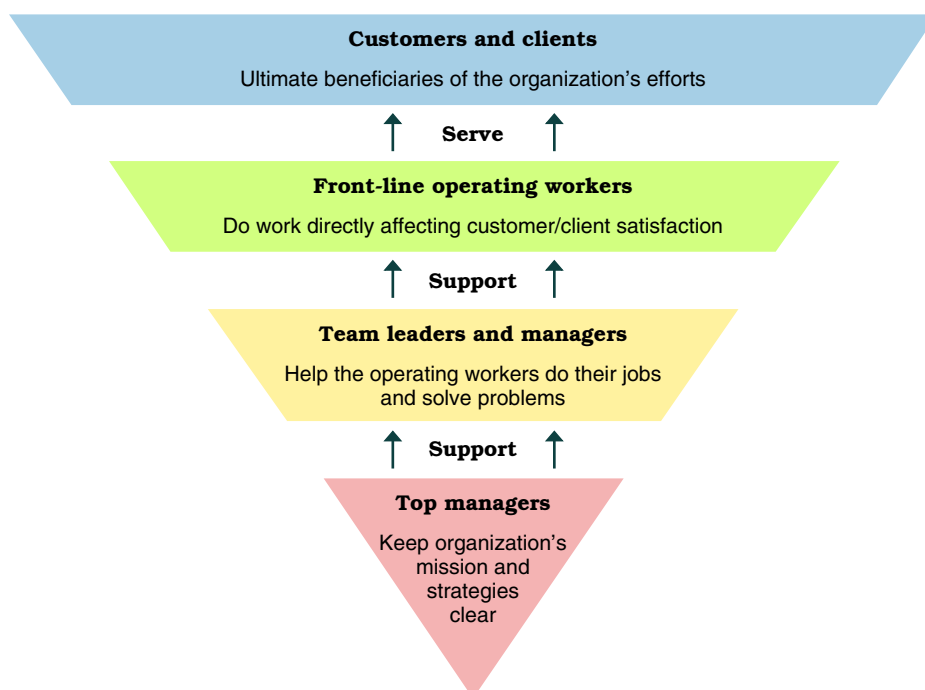 Customers and clients
Ultimate beneficiaries of the organization’s efforts
Serve
Front-line operating workers
Do work directly affecting customer/client satisfaction
Support
Team leaders and managers
Help the operating workers do their jobs
and solve problems
Support
Top managers
Keep organization’s
mission and
strategies
clear